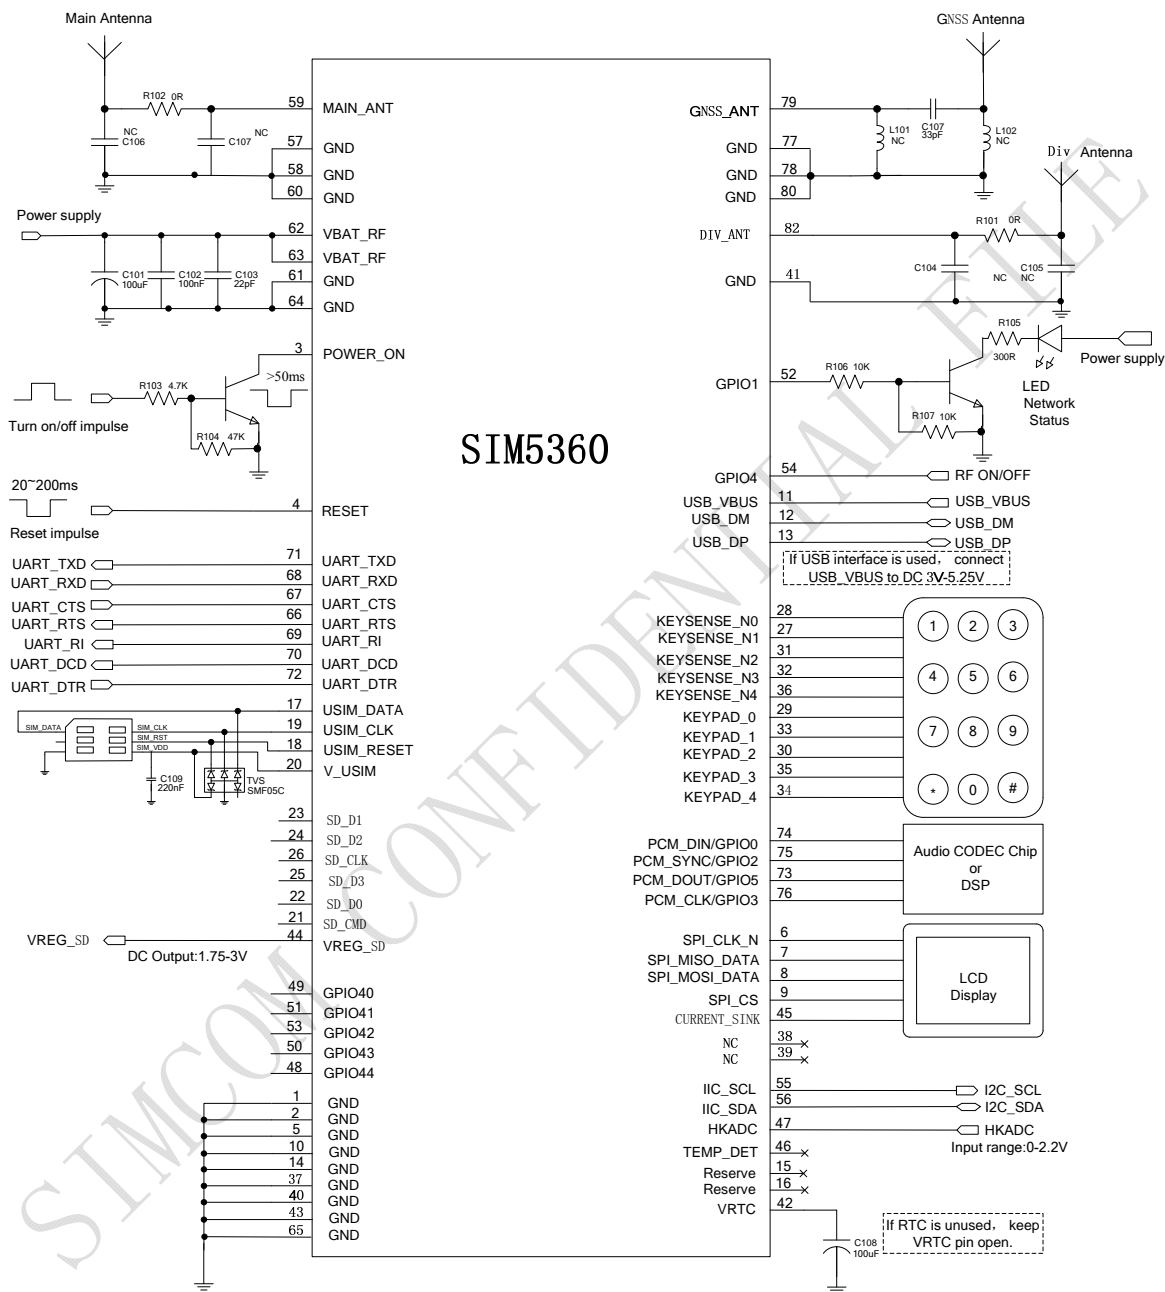 Main Antenna
R102 0R
NC
C106
NC
C107
59 MAIN_ANT
57 GND
58 GND
60 GND
Power supply
62 VBAT_RF
63 VBAT_RF
61 GND
64 GND
C101
100uF
C102
100nF
C103
22pF
3 POWER_ON
>50ms
R103 4.7K
Turn on/off impulse
R104 47K
20~200ms
4 RESET
Reset impulse
UART_TXD 71 UART_TXD
UART_RXD 68 UART_RXD
UART_CTS 67 UART_CTS
UART_RTS 66 UART_RTS
UART_RI 69 UART_RI
UART_DCD 70 UART_DCD
UART_DTR 72 UART_DTR
17 USIM_DATA
19 USIM_CLK
18 USIM_RESET
20 V_USIM
SIM_DATA
SIM_CLK
SIM_RST
SIM_VDD
C109
220nF
TVS
SMF05C
23 SD_D1
24 SD_D2
26 SD_CLK
25 SD_D3
22 SD_D0
21 SD_CMD
VREG_SD 44 VREG_SD
DC Output:1.75-3V
49 GPIO40
51 GPIO41
53 GPIO42
50 GPIO43
48 GPIO44
1 GND
2 GND
5 GND
10 GND
14 GND
37 GND
40 GND
43 GND
65 GND
SIM5360
GNSS Antenna
GNSS_ANT 79
L101
NC
C107
33pF
L102
NC
GND 77
GND 78
GND 80
Div Antenna
DIV_ANT 82
R101 0R
C104 NC
C105
NC
GND 41
R105
300R
Power supply
GPIO1 52
R106 10K
R107 10K
LED
Network
Status
GPIO4 54 RF ON/OFF
USB_VBUS 11 USB_VBUS
USB_DM 12 USB_DM
USB_DP 13 USB_DP
If USB interface is used, connect
USB_VBUS to DC 3V-5.25V
KEYSENSE_N0 28
KEYSENSE_N1 27
KEYSENSE_N2 31
KEYSENSE_N3 32
KEYSENSE_N4 36
KEYPAD_0 29
KEYPAD_1 33
KEYPAD_2 30
KEYPAD_3 35
KEYPAD_4 34
1 2 3
4 5 6
7 8 9
* 0 #
PCM_DIN/GPIO0 74
PCM_SYNC/GPIO2 75
PCM_DOUT/GPIO5 73
PCM_CLK/GPIO3 76
Audio CODEC Chip
or
DSP
SPI_CLK_N 6
SPI_MISO_DATA 7
SPI_MOSI_DATA 8
SPI_CS 9
CURRENT_SINK 45
LCD
Display
NC 38
NC 39
IIC_SCL 55 I2C_SCL
IIC_SDA 56 I2C_SDA
HKADC 47 HKADC
Input range:0-2.2V
TEMP_DET 46
Reserve 15
Reserve 16
VRTC 42
C108
100uF
If RTC is unused, keep
VRTC pin open.
SIMCOM CONFIDENTIAL FILE